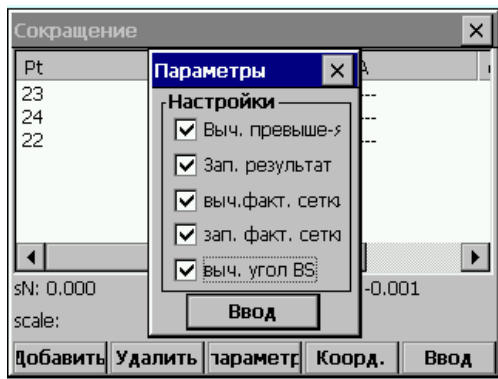 Сокращение
Pt
23
24
22
sN: 0.000
-0.001
scale:
Параметры
Настройки
Выч. превыше-я
Зап. результат
выч.факт. сетки
зап. факт. сетки
выч. угол BS
Ввод
Добавить Удалить параметр Коорд. Ввод